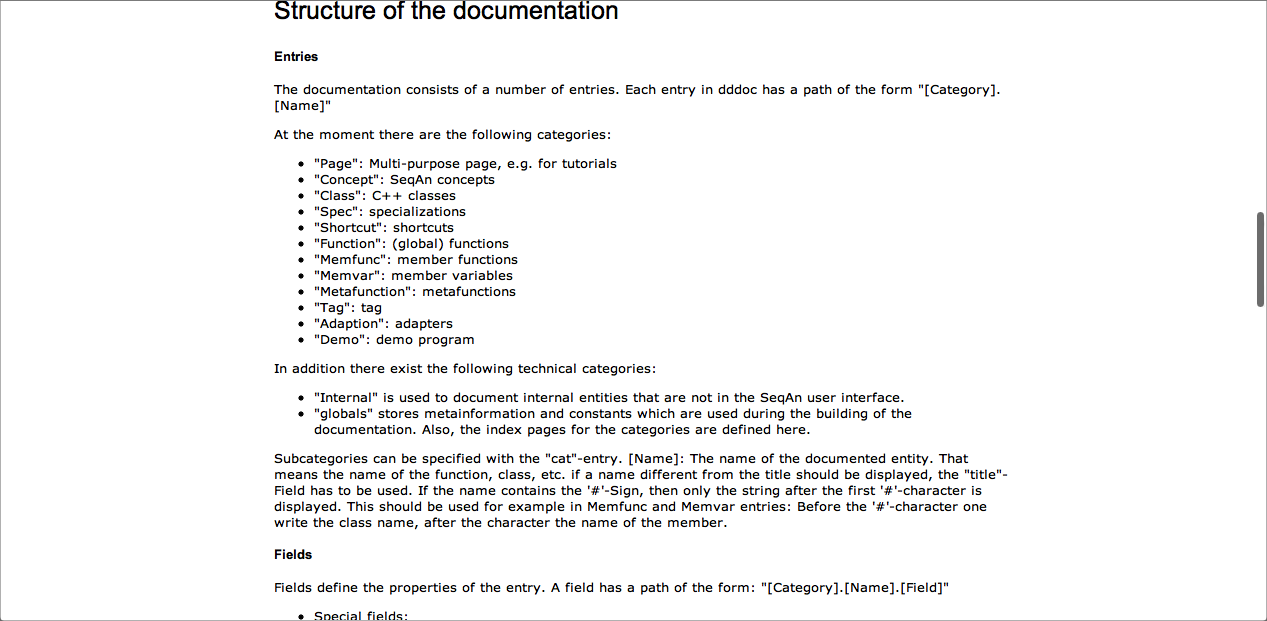 Structure of the documentation
Entries
The documentation consists of a number of entries. Each entry in dddoc has a path of the form "[Category].
[Name]"
At the moment there are the following categories:
• "Page": Multi-purpose page, e.g. for tutorials
• "Concept": SeqAn concepts
• "Class": C++ classes
• "Spec": specializations
• "Shortcut": shortcuts
• "Function": (global) functions
• "Memfunc": member functions
• "Memvar": member variables
• "Metafunction": metafunctions
• "Tag": tag
• "Adaption": adapters
• "Demo": demo program
In addition there exist the following technical categories:
• "Internal" is used to document internal entities that are not in the SeqAn user interface.
• "globals" stores metainformation and constants which are used during the building of the
documentation. Also, the index pages for the categories are defined here.
Subcategories can be specified with the "cat"-entry. [Name]: The name of the documented entity. That
means the name of the function, class, etc. if a name different from the title should be displayed, the "title"-
Field has to be used. If the name contains the '#'-Sign, then only the string after the first '#'-character is
displayed. This should be used for example in Memfunc and Memvar entries: Before the '#'-character one
write the class name, after the character the name of the member.
Fields
Fields define the properties of the entry. A field has a path of the form: "[Category].[Name].[Field]"
• Special fields: